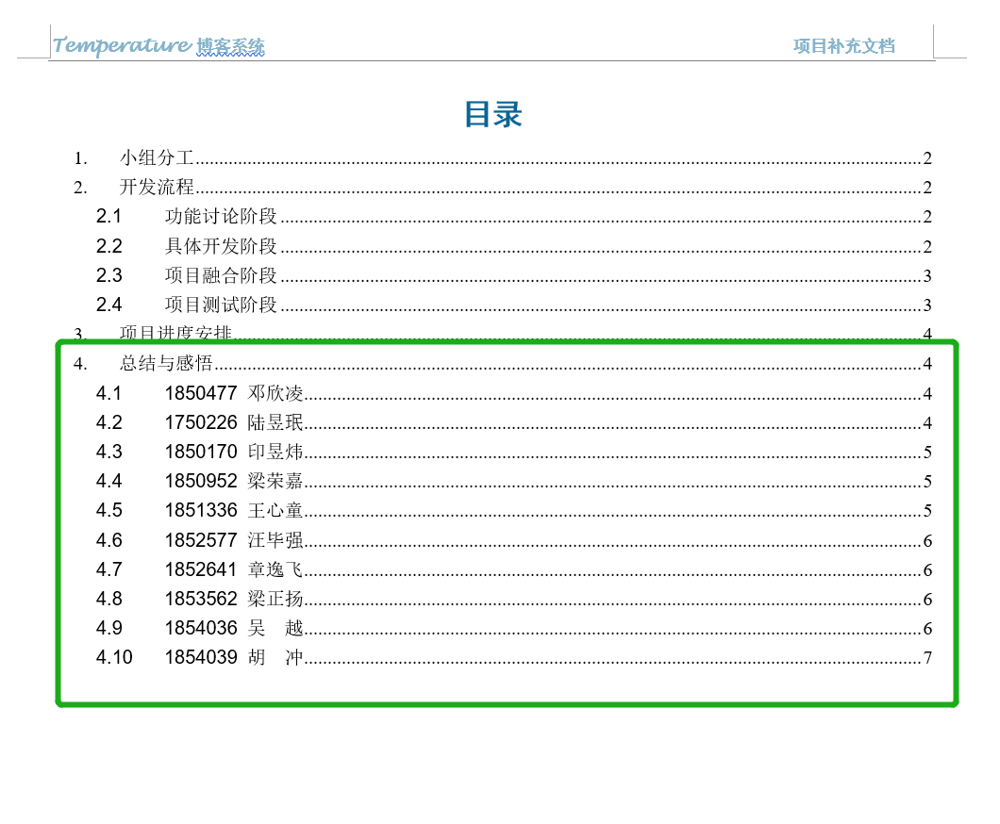 Temperature 博客系统 项目补充文档
目录
1. 小组分工 2
2. 开发流程 2
2.1 功能讨论阶段 2
2.2 具体开发阶段 2
2.3 项目融合阶段 3
2.4 项目测试阶段 3
3. 项目进度安排 4
4. 总结与感悟 4
4.1 1850477 邓欣凌 4
4.2 1750226 陆昱珉 4
4.3 1850170 印昱炜 5
4.4 1850952 梁荣嘉 5
4.5 1851336 王心童 5
4.6 1852577 汪毕强 6
4.7 1852641 章逸飞 6
4.8 1853562 梁正扬 6
4.9 1854036 吴 越 6
4.10 1854039 胡 冲 7